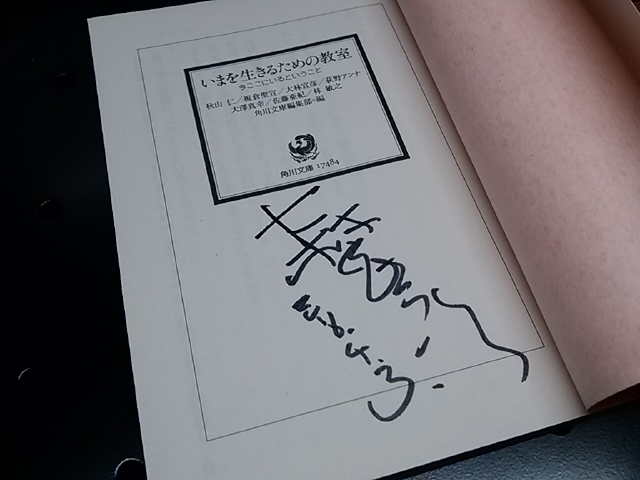 いまを生きるための教室
今ここにいるということ
秋山 仁／板倉聖宣／大林宣彦／荻野アンナ
大澤真幸／佐藤亜紀／林 敏之
角川文庫編集部・編
角川文庫 17484
4.3.